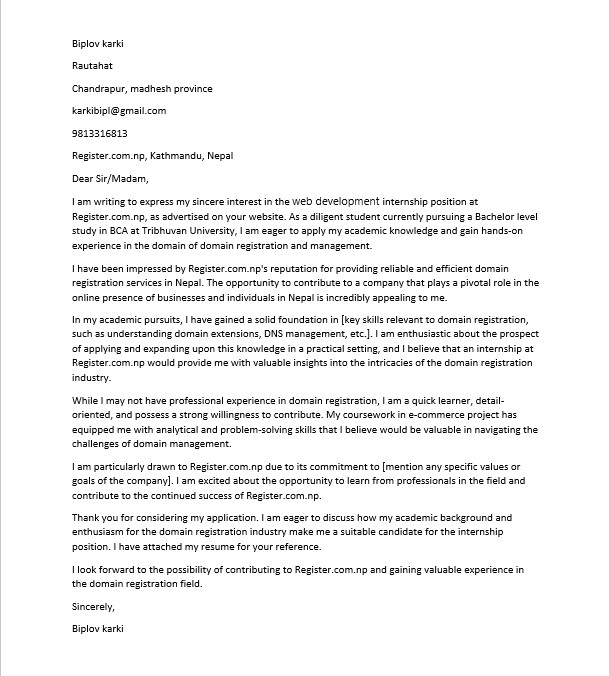 Biplov karki
Rautahat
Chandrapur, madhesh province
karkibipl@gmail.com
9813316813
Register.com.np, Kathmandu, Nepal
Dear Sir/Madam,
I am writing to express my sincere interest in the web development internship position at
Register.com.np, as advertised on your website. As a diligent student currently pursuing a Bachelor level
study in BCA at Tribhuvan University, I am eager to apply my academic knowledge and gain hands-on
experience in the domain of domain registration and management.
I have been impressed by Register.com.np's reputation for providing reliable and efficient domain
registration services in Nepal. The opportunity to contribute to a company that plays a pivotal role in the
online presence of businesses and individuals in Nepal is incredibly appealing to me.
In my academic pursuits, I have gained a solid foundation in [key skills relevant to domain registration,
such as understanding domain extensions, DNS management, etc.]. I am enthusiastic about the prospect
of applying and expanding upon this knowledge in a practical setting, and I believe that an internship at
Register.com.np would provide me with valuable insights into the intricacies of the domain registration
industry.
While I may not have professional experience in domain registration, I am a quick learner, detail-
oriented, and possess a strong willingness to contribute. My coursework in e-commerce project has
equipped me with analytical and problem-solving skills that I believe would be valuable in navigating the
challenges of domain management.
I am particularly drawn to Register.com.np due to its commitment to [mention any specific values or
goals of the company]. I am excited about the opportunity to learn from professionals in the field and
contribute to the continued success of Register.com.np.
Thank you for considering my application. I am eager to discuss how my academic background and
enthusiasm for the domain registration industry make me a suitable candidate for the internship
position. I have attached my resume for your reference.
I look forward to the possibility of contributing to Register.com.np and gaining valuable experience in
the domain registration field.
Sincerely,
Biplov karki